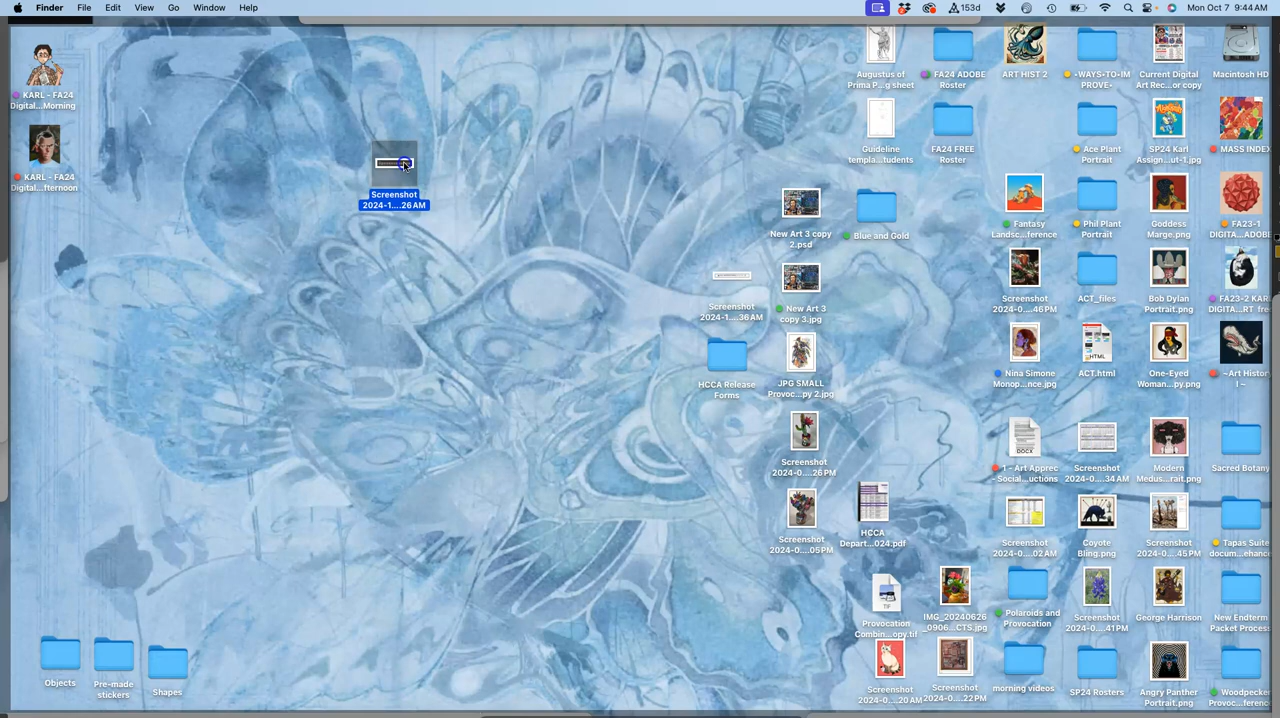 Finder File Edit View Go Window Help
153d
Mon Oct 7 9:44 AM
KARL - FA24
Digital...Morning
KARL - FA24
Digital...fternoon
Screenshot
2024-1....26 AM
Augustus of
Prima P...g sheet
FA24 ADOBE
Roster
ART HIST 2
•WAYS•TO•IM
PROVE•
Current Digital
Art Rec...or copy
Macintosh HD
Guideline
templa...tudents
FA24 FREE
Roster
Ace Plant
Portrait
SP24 Karl
Assign...ut-1.jpg
MASS INDEX
New Art 3 copy
2.psd
Blue and Gold
Fantasy
Landsc...ference
Phil Plant
Portrait
Goddess
Marge.png
FA23-1
DIGITA...ADOBE
Screenshot
2024-1....36 AM
New Art 3
copy 3.jpg
Screenshot
2024-0....46 PM
ACT_files
Bob Dylan
Portrait.png
FA23-2 KAR
DIGITA...RT_fre
HCCA Release
Forms
JPG SMALL
Provoc...py 2.jpg
Nina Simone
Monop...nce.jpg
HTML
ACT.html
One-Eyed
Woman...py.png
~Art History
I ~
Screenshot
2024-0....26 PM
DOCX
1 - Art Apprec
- Social...uctions
Screenshot
2024-0....34 AM
Modern
Medus...rait.png
Sacred Botany
Screenshot
2024-0....05 PM
HCCA
Depart...024.pdf
Screenshot
2024-0....02 AM
Coyote
Bling.png
Screenshot
2024-0....45 PM
Tapas Suite
docum...ehance
TIF
Provocation
Combin...opy.tif
IMG_20240626
_0906...CTS.jpg
Polaroids and
Provocation
Screenshot
2024-0....41 PM
George Harrison
New Endterm
Packet Process
Objects
Pre-made
stickers
Shapes
Screenshot
2024-0....20 AM
Screenshot
2024-0....22 PM
morning videos
SP24 Rosters
Angry Panther
Portrait.png
Woodpecker
Provoc...ference